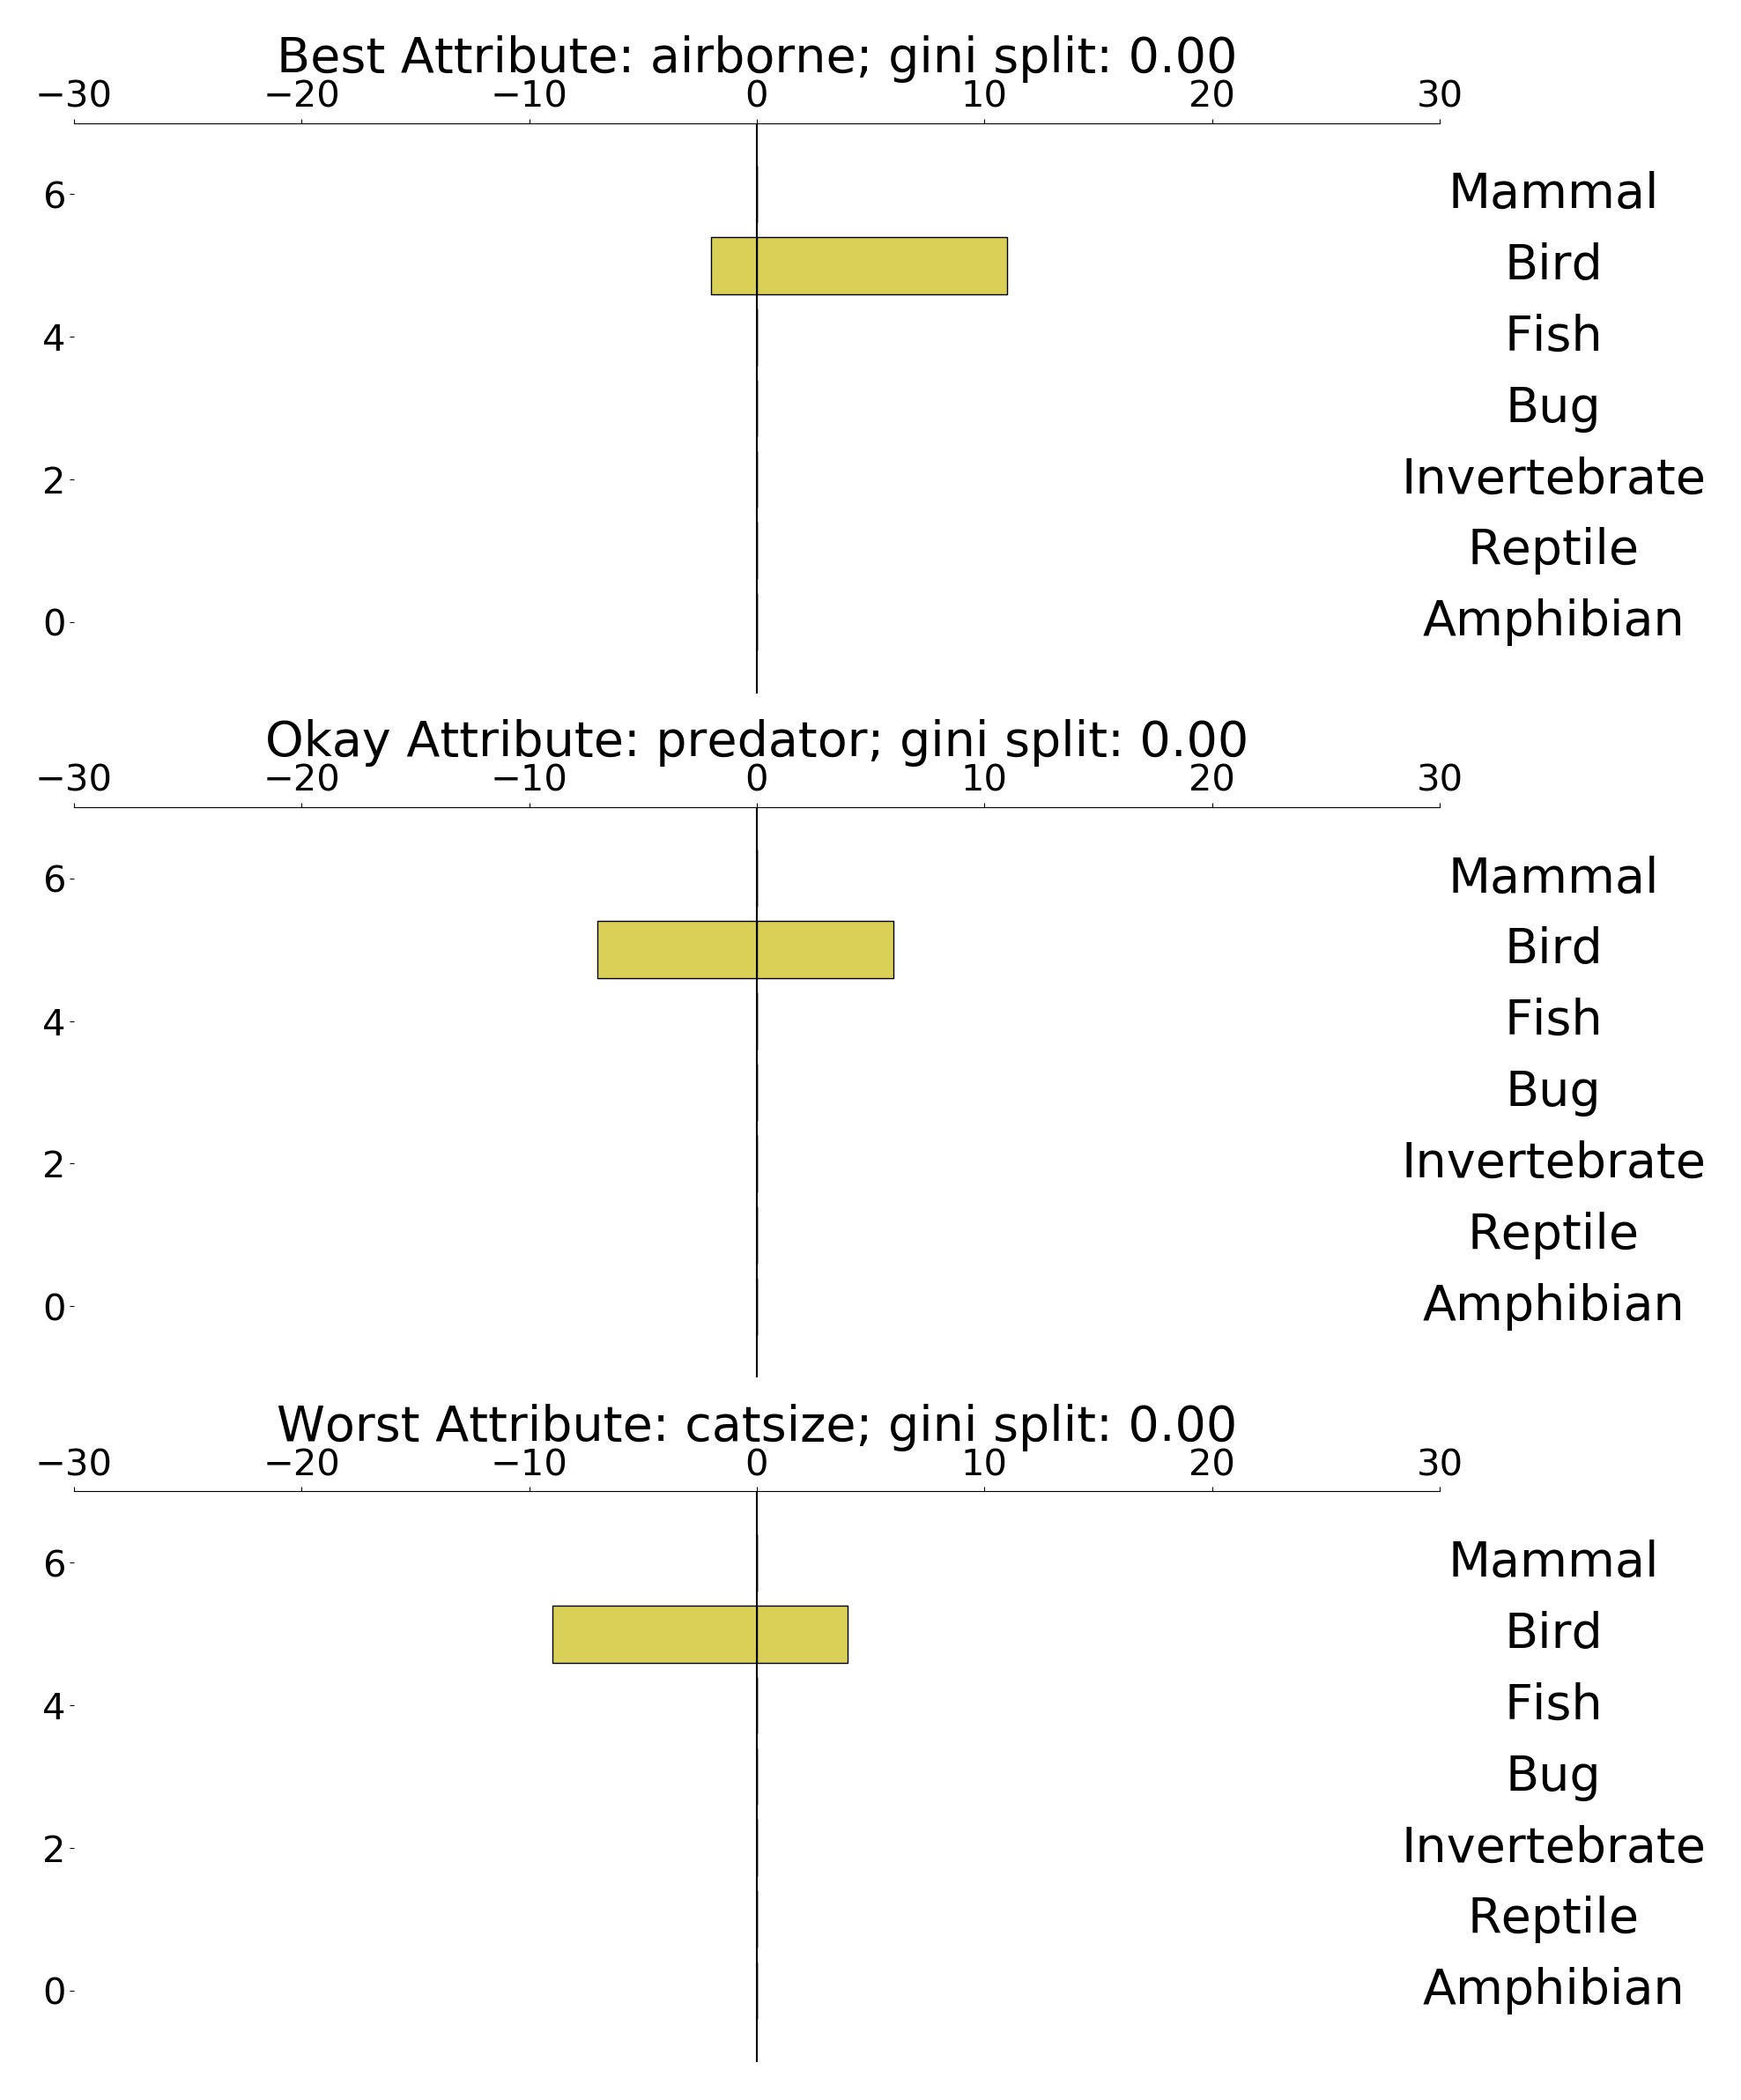 Best Attribute: airborne; gini split: 0.00
−30 −20 −10 0 10 20 30
6 Mammal
Bird
4 Fish
Bug
2 Invertebrate
Reptile
0 Amphibian
Okay Attribute: predator; gini split: 0.00
−30 −20 −10 0 10 20 30
6 Mammal
Bird
4 Fish
Bug
2 Invertebrate
Reptile
0 Amphibian
Worst Attribute: catsize; gini split: 0.00
−30 −20 −10 0 10 20 30
6 Mammal
Bird
4 Fish
Bug
2 Invertebrate
Reptile
0 Amphibian